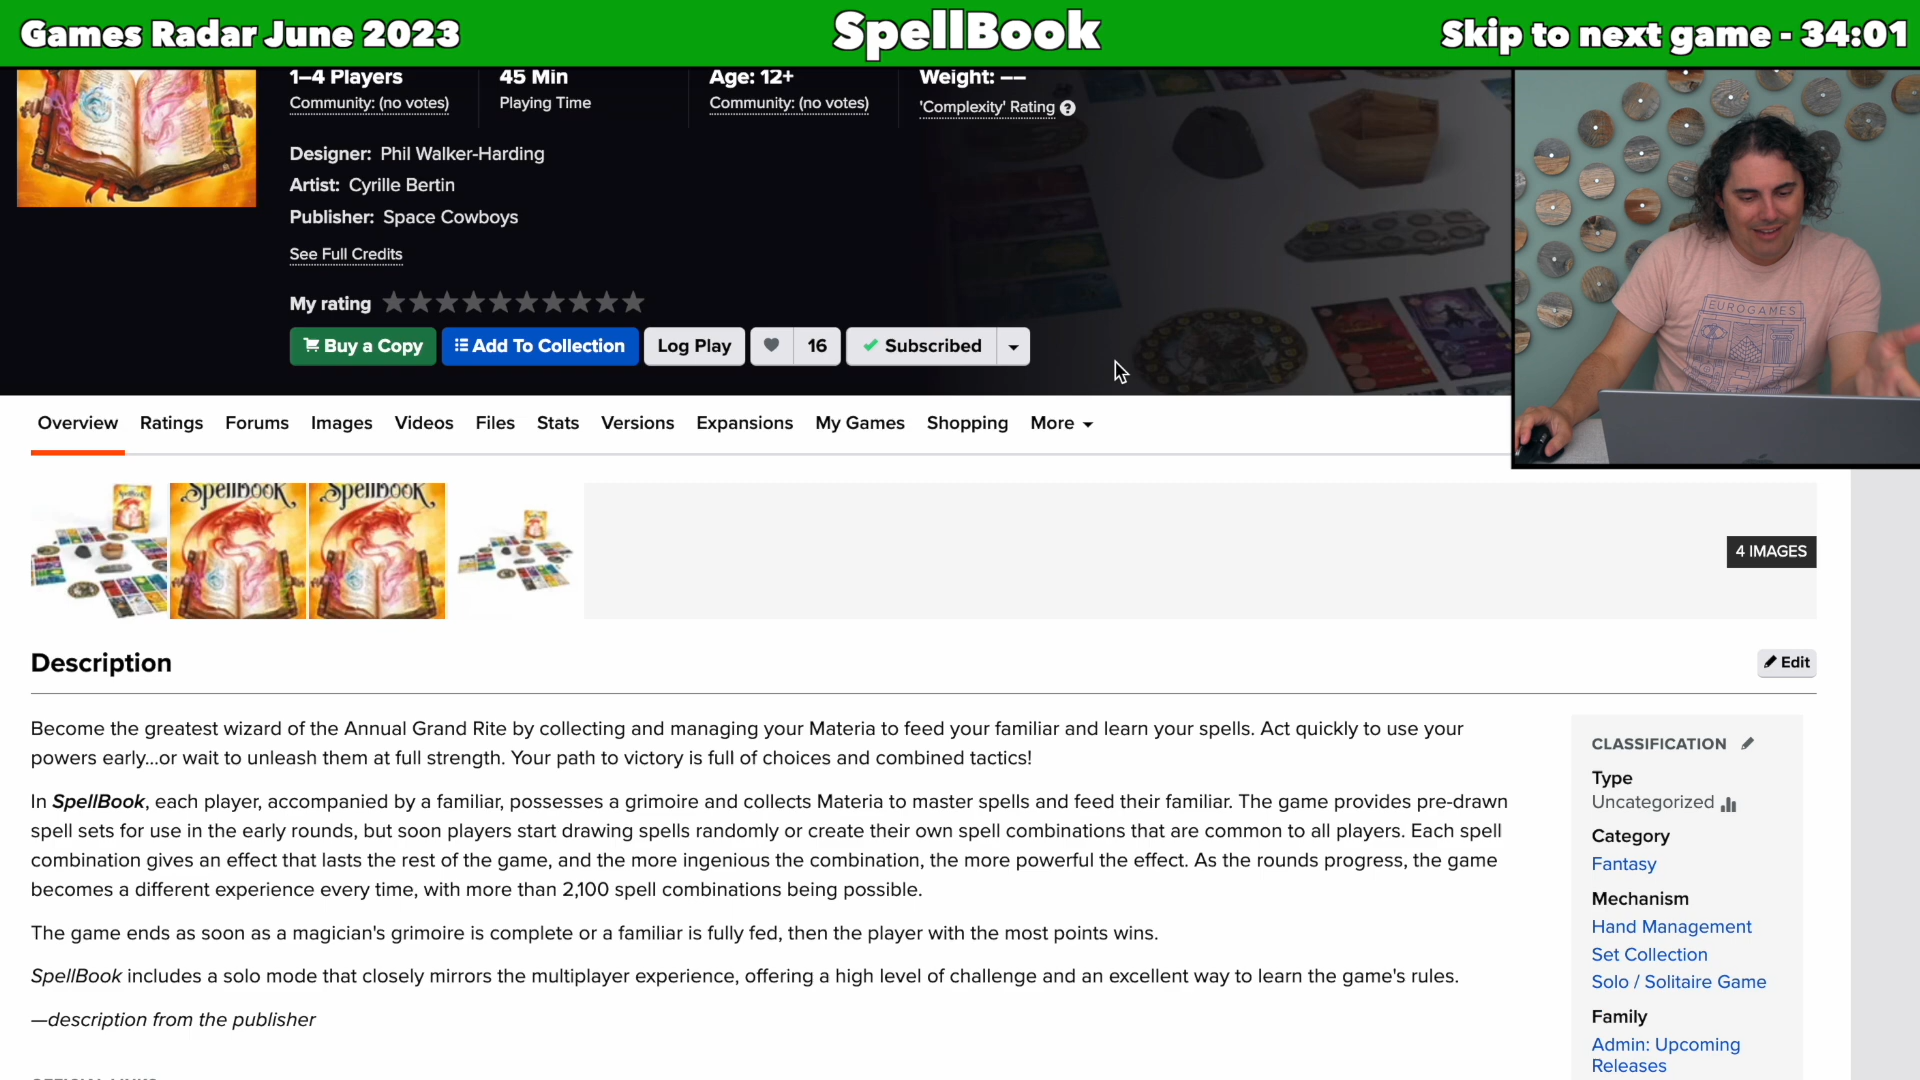 Games Radar June 2023
SpellBook
Skip to next game - 34:01
1–4 Players
45 Min
Age: 12+
Weight: ––
Community: (no votes)
Playing Time
Community: (no votes)
'Complexity' Rating
Designer: Phil Walker-Harding
Artist: Cyrille Bertin
Publisher: Space Cowboys
See Full Credits
My rating
Buy a Copy
Add To Collection
Log Play
16
Subscribed
EUROGAMES
Overview
Ratings
Forums
Images
Videos
Files
Stats
Versions
Expansions
My Games
Shopping
More
SpellBook
SpellBook
4 IMAGES
Description
Edit
Become the greatest wizard of the Annual Grand Rite by collecting and managing your Materia to feed your familiar and learn your spells. Act quickly to use your
powers early...or wait to unleash them at full strength. Your path to victory is full of choices and combined tactics!
In SpellBook, each player, accompanied by a familiar, possesses a grimoire and collects Materia to master spells and feed their familiar. The game provides pre-drawn
spell sets for use in the early rounds, but soon players start drawing spells randomly or create their own spell combinations that are common to all players. Each spell
combination gives an effect that lasts the rest of the game, and the more ingenious the combination, the more powerful the effect. As the rounds progress, the game
becomes a different experience every time, with more than 2,100 spell combinations being possible.
The game ends as soon as a magician's grimoire is complete or a familiar is fully fed, then the player with the most points wins.
SpellBook includes a solo mode that closely mirrors the multiplayer experience, offering a high level of challenge and an excellent way to learn the game's rules.
—description from the publisher
CLASSIFICATION
Type
Uncategorized
Category
Fantasy
Mechanism
Hand Management
Set Collection
Solo / Solitaire Game
Family
Admin: Upcoming
Releases